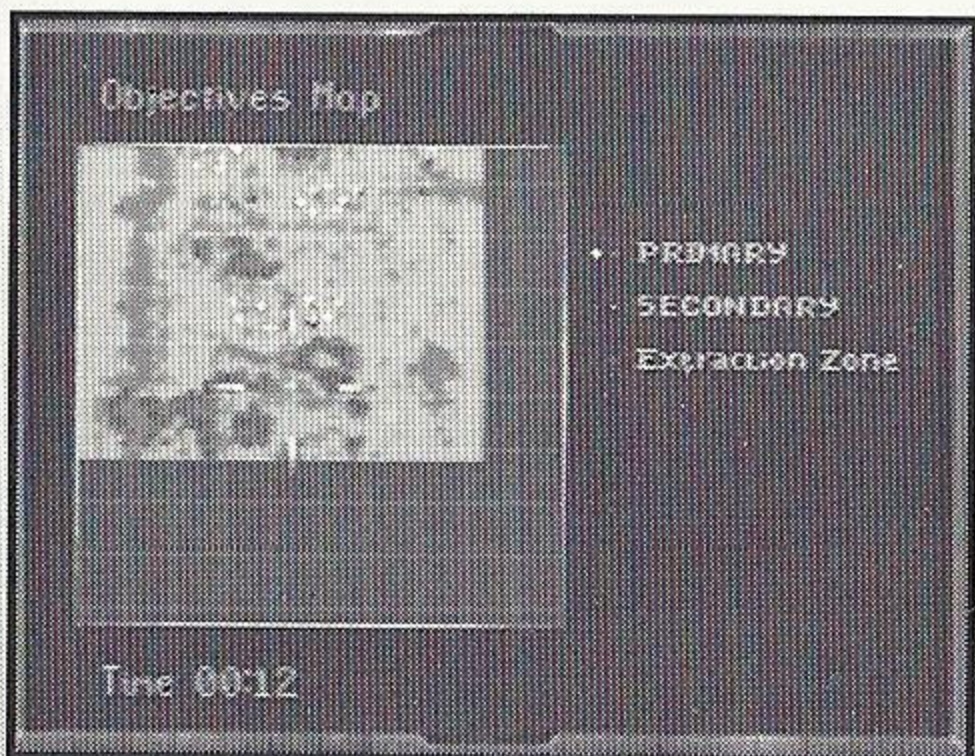 Objectives Map
PRIMARY
SECONDARY
Extraction Zone
Time 00:12